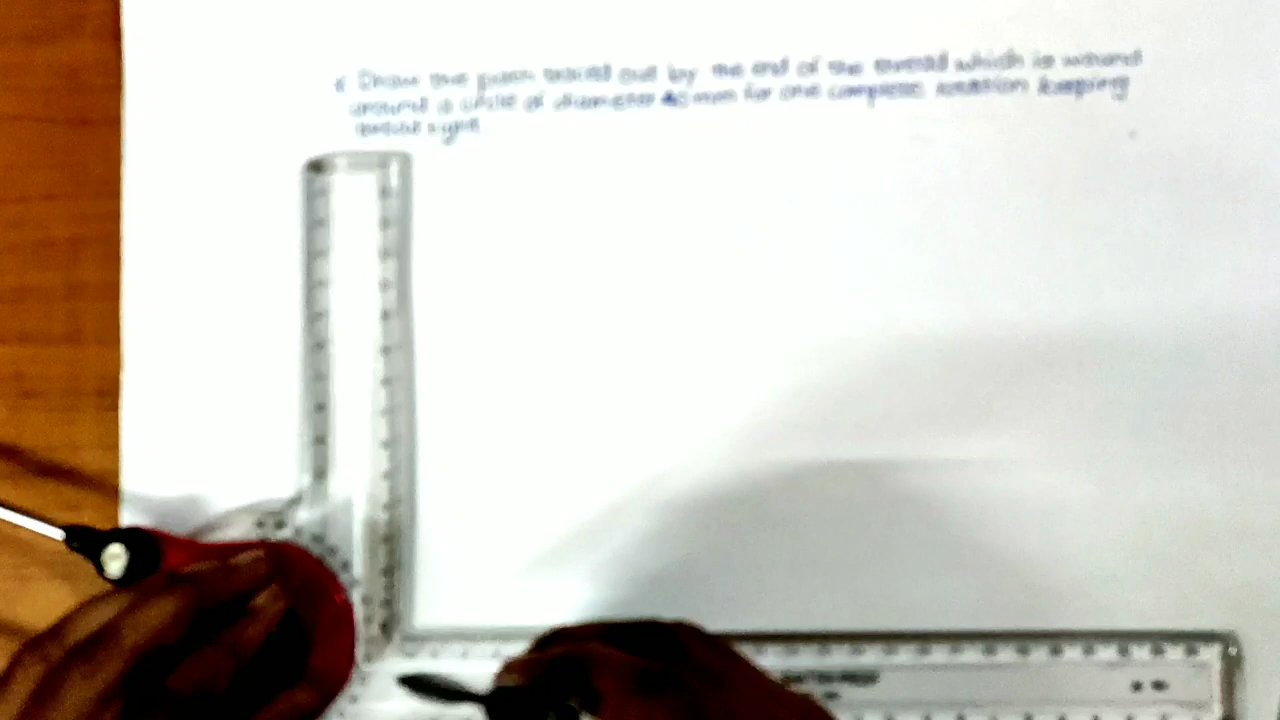 Draw the path traced out by the end of the thread which is wound
around a circle of diameter 40 mm for one complete rotation keeping
thread tight